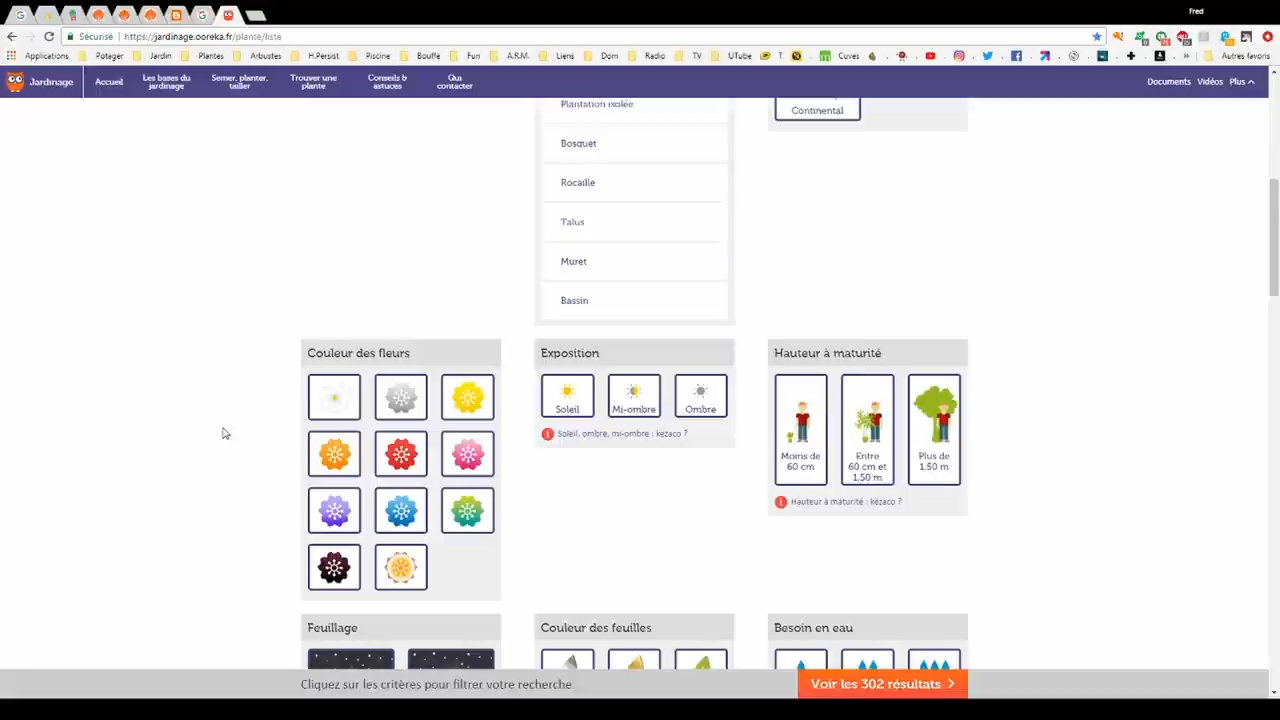 Fred
Sécurisé
https://jardinage.ooreka.fr/plante/liste
Applications Potager Jardin Plantes Arbustes H.Persist Piscine Bouffe Fun A.R.M. Liens Dom Radio TV UTube T Cuves » Autres favoris
Jardinage
Accueil
Les bases du jardinage
Semer, planter, tailler
Trouver une plante
Conseils & astuces
Qui contacter
Documents Vidéos Plus
Plantation isolée
Bosquet
Rocaille
Talus
Muret
Bassin
Continental
Couleur des fleurs
Exposition
Soleil Mi-ombre Ombre
Soleil, ombre, mi-ombre : kezaco ?
Hauteur à maturité
Moins de 60 cm
Entre 60 cm et 1,50 m
Plus de 1,50 m
Hauteur à maturité : kézaco ?
Feuillage
Couleur des feuilles
Besoin en eau
Cliquez sur les critères pour filtrer votre recherche
Voir les 302 résultats